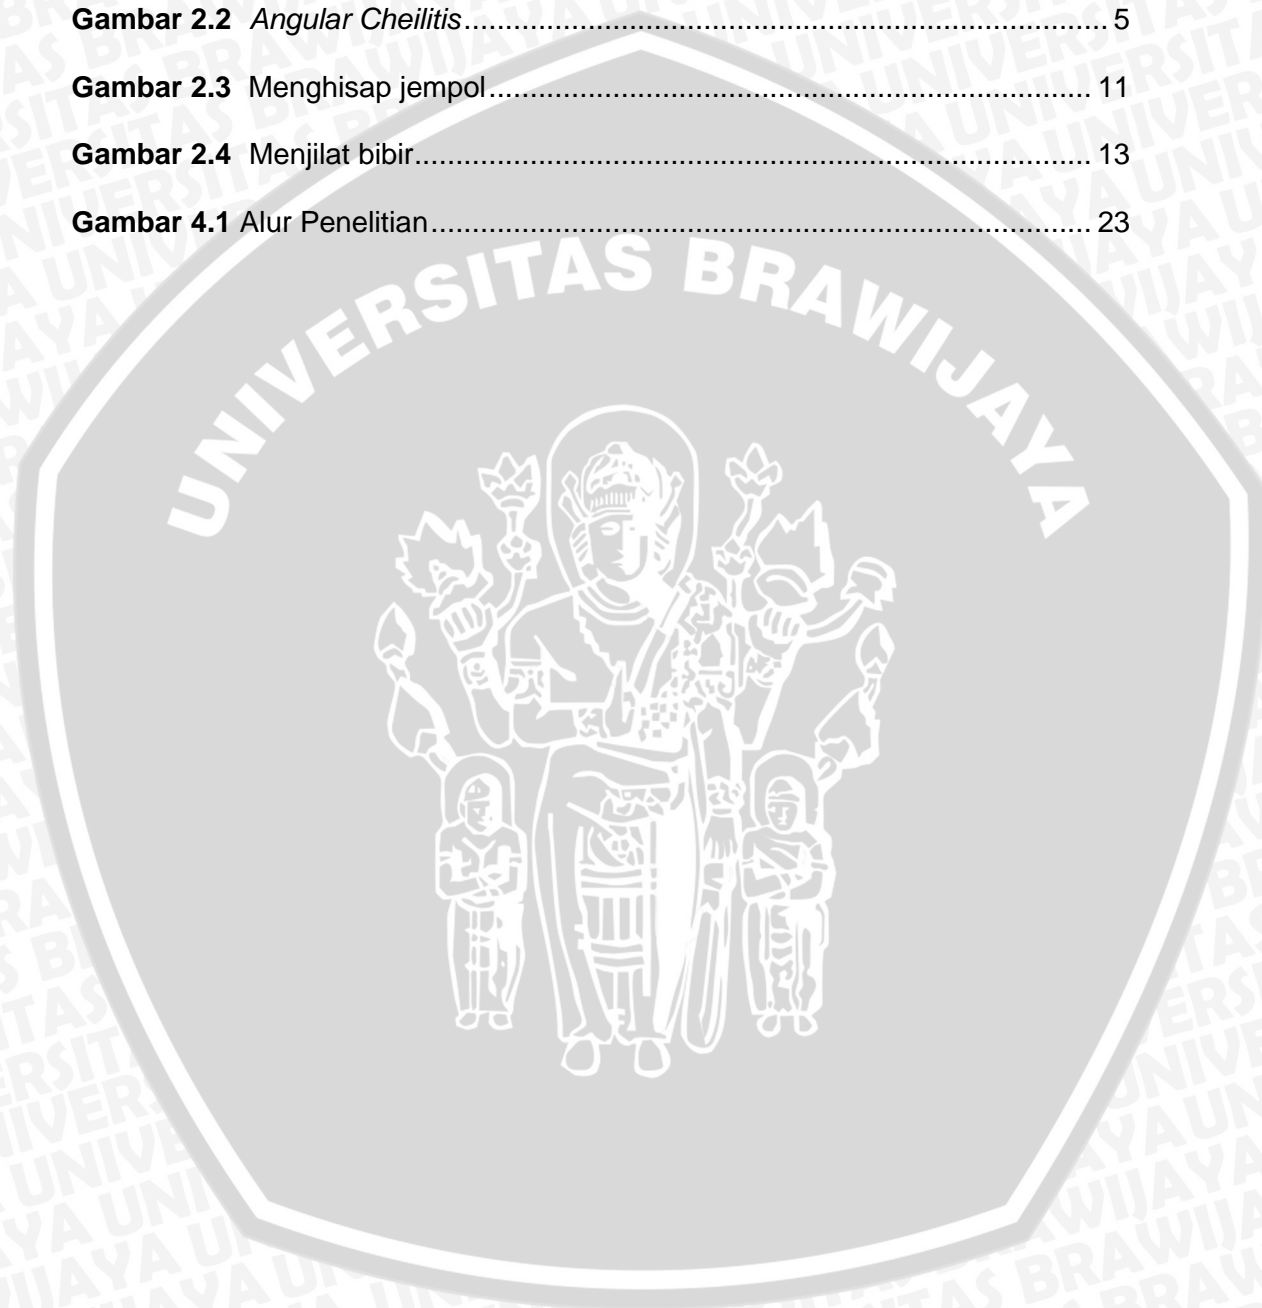 Gambar 2.2 Angular Cheilitis.......................................................................................... 5
Gambar 2.3 Menghisap jempol........................................................................... 11
Gambar 2.4 Menjilat bibir.................................................................................... 13
Gambar 4.1 Alur Penelitian.................................................................................. 23
UNIVERSITAS BRAWIJAYA